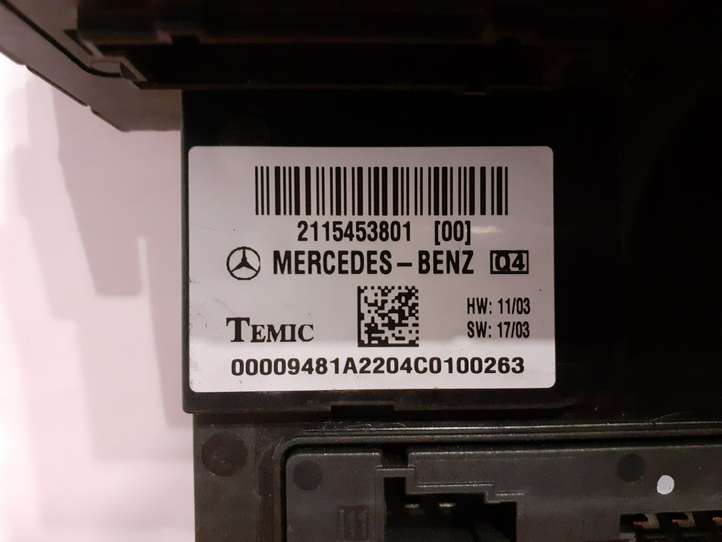 2115453801 [00]
MERCEDES-BENZ 04
HW: 11/03
TEMIC
SW: 17/03
00009481A2204C0100263